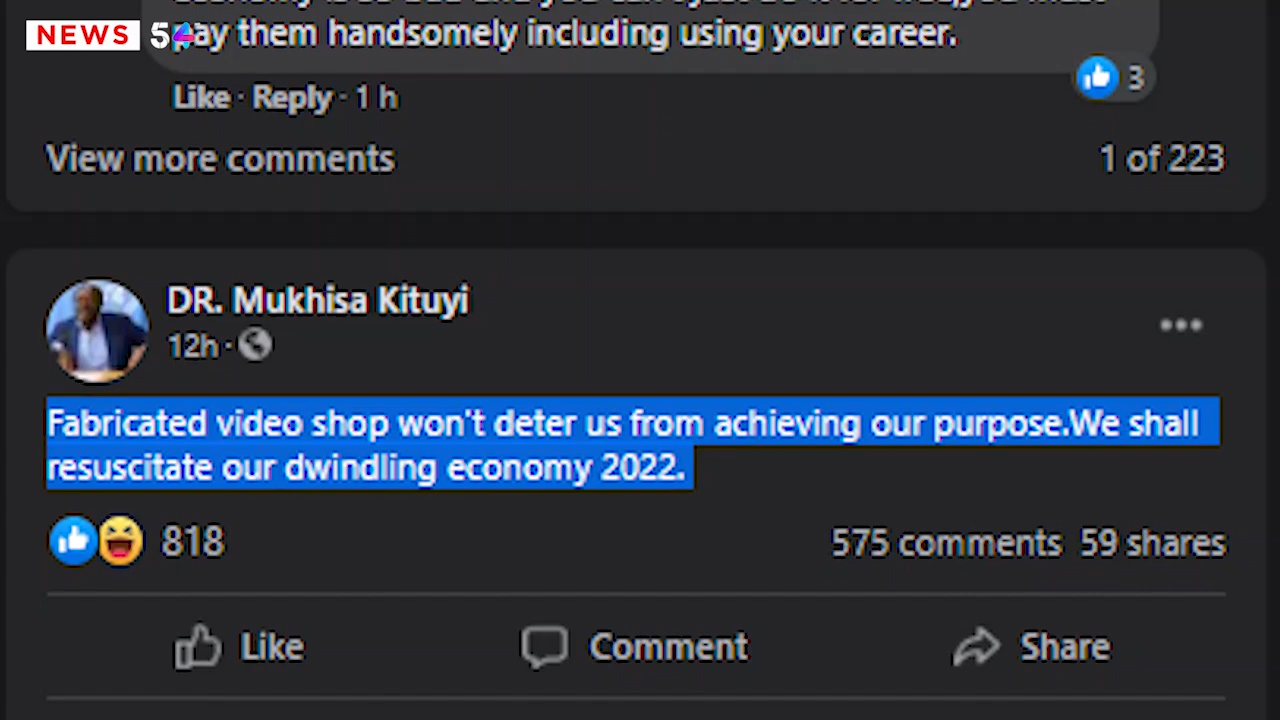 NEWS 54
pay them handsomely including using your career.
3
Like · Reply · 1 h
View more comments 1 of 223
DR. Mukhisa Kituyi
12h ·
Fabricated video shop won't deter us from achieving our purpose.We shall
resuscitate our dwindling economy 2022.
818 575 comments 59 shares
Like Comment Share